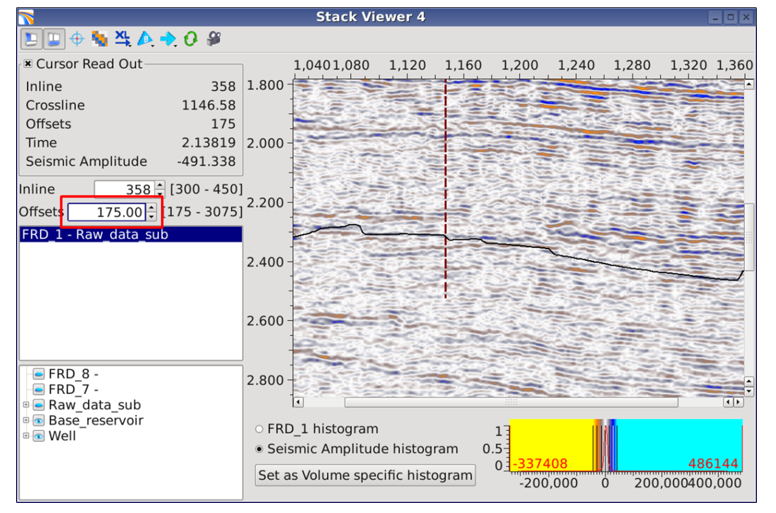 Stack Viewer 4
XL
Cursor Read Out
Inline 358
Crossline 1146.58
Offsets 175
Time 2.13819
Seismic Amplitude -491.338
Inline 358 [300 - 450]
Offsets 175.00 [175 - 3075]
FRD_1 - Raw_data_sub
FRD_8 -
FRD_7 -
Raw_data_sub
Base_reservoir
Well
1,040 1,080 1,120 1,160 1,200 1,240 1,280 1,320 1,360
1.800
2.000
2.200
2.400
2.600
2.800
FRD_1 histogram
Seismic Amplitude histogram
Set as Volume specific histogram
1
0.5
0
-337408 486144
-200,000 0 200,000 400,000